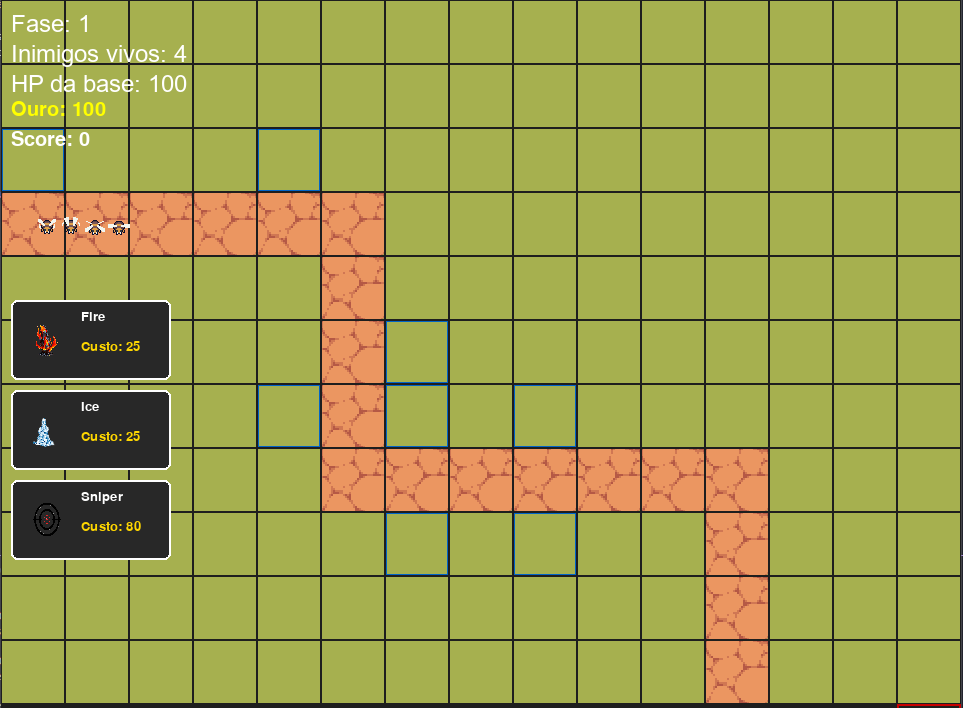 Fase: 1
Inimigos vivos: 4
HP da base: 100
Ouro: 100
Score: 0
Fire
Custo: 25
Ice
Custo: 25
Sniper
Custo: 80